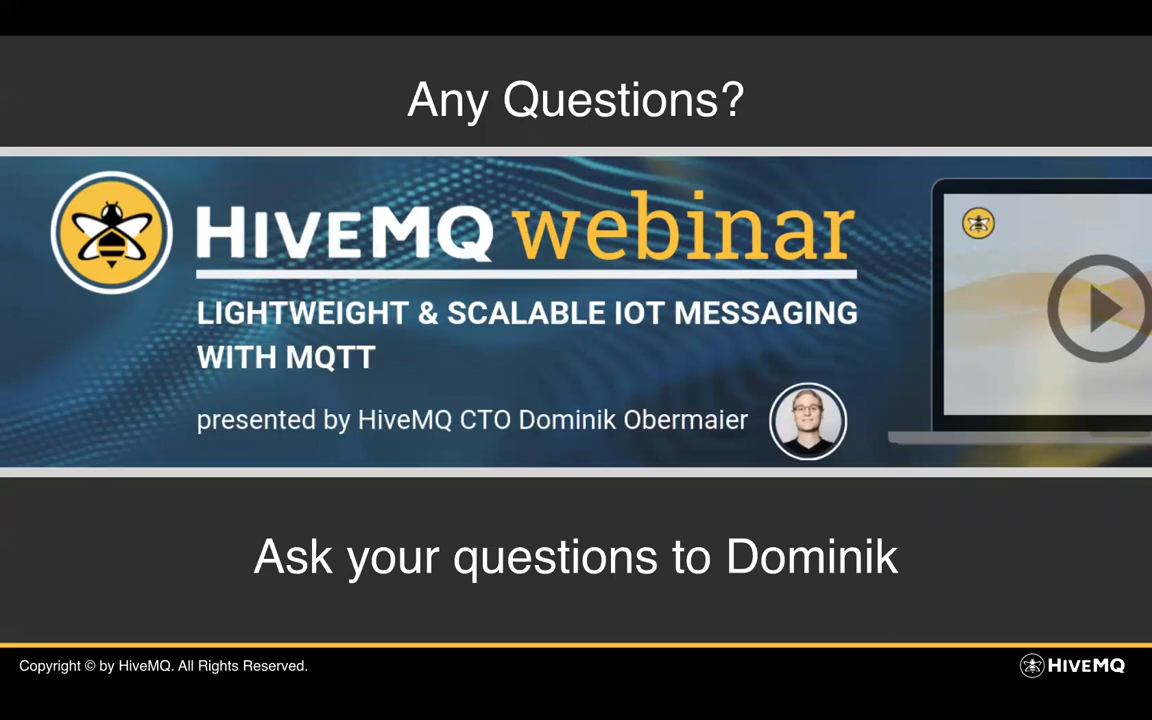 Any Questions?
HIVEMQ webinar
LIGHTWEIGHT & SCALABLE IOT MESSAGING
WITH MQTT
presented by HiveMQ CTO Dominik Obermaier
Ask your questions to Dominik
Copyright © by HiveMQ. All Rights Reserved.
HIVEMQ